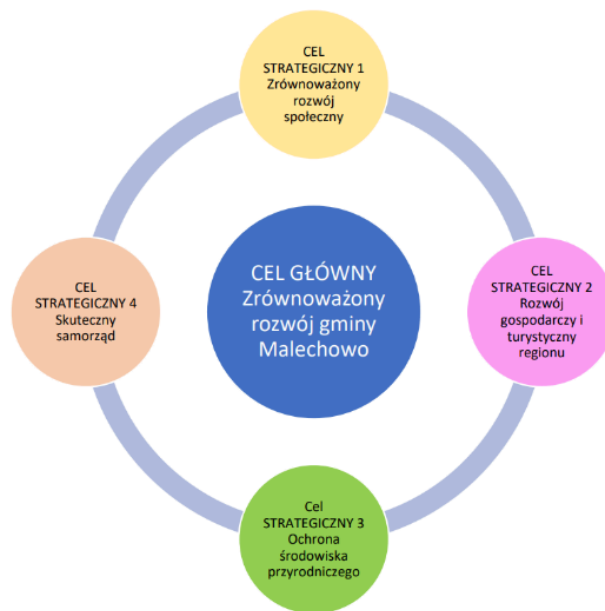 CEL
STRATEGICZNY 1
Zrównoważony
rozwój
społeczny
CEL GŁÓWNY
Zrównoważony
rozwój gminy
Malechowo
CEL
STRATEGICZNY 2
Rozwój
gospodarczy i
turystyczny
regionu
Cel
STRATEGICZNY 3
Ochrona
środowiska
przyrodniczego
CEL
STRATEGICZNY 4
Skuteczny
samorząd